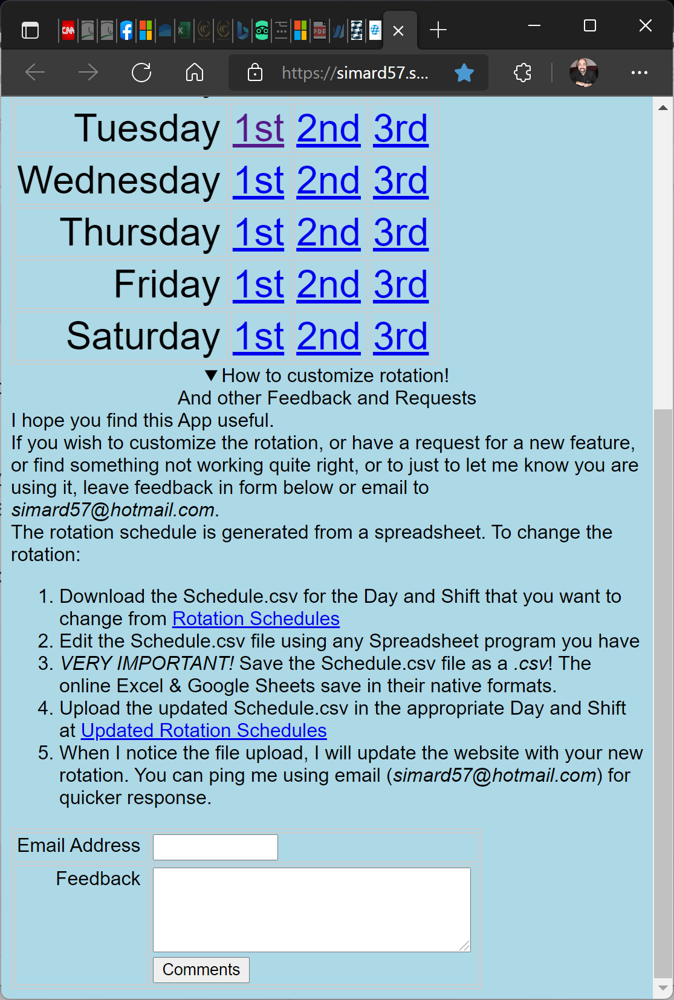 CNN
PDF
https://simard57.s...
Tuesday 1st 2nd 3rd
Wednesday 1st 2nd 3rd
Thursday 1st 2nd 3rd
Friday 1st 2nd 3rd
Saturday 1st 2nd 3rd
▼ How to customize rotation!
And other Feedback and Requests
I hope you find this App useful.
If you wish to customize the rotation, or have a request for a new feature,
or find something not working quite right, or to just to let me know you are
using it, leave feedback in form below or email to
simard57@hotmail.com.
The rotation schedule is generated from a spreadsheet. To change the
rotation:
1. Download the Schedule.csv for the Day and Shift that you want to
change from Rotation Schedules
2. Edit the Schedule.csv file using any Spreadsheet program you have
3. VERY IMPORTANT! Save the Schedule.csv file as a .csv! The
online Excel & Google Sheets save in their native formats.
4. Upload the updated Schedule.csv in the appropriate Day and Shift
at Updated Rotation Schedules
5. When I notice the file upload, I will update the website with your new
rotation. You can ping me using email (simard57@hotmail.com) for
quicker response.
Email Address
Feedback
Comments